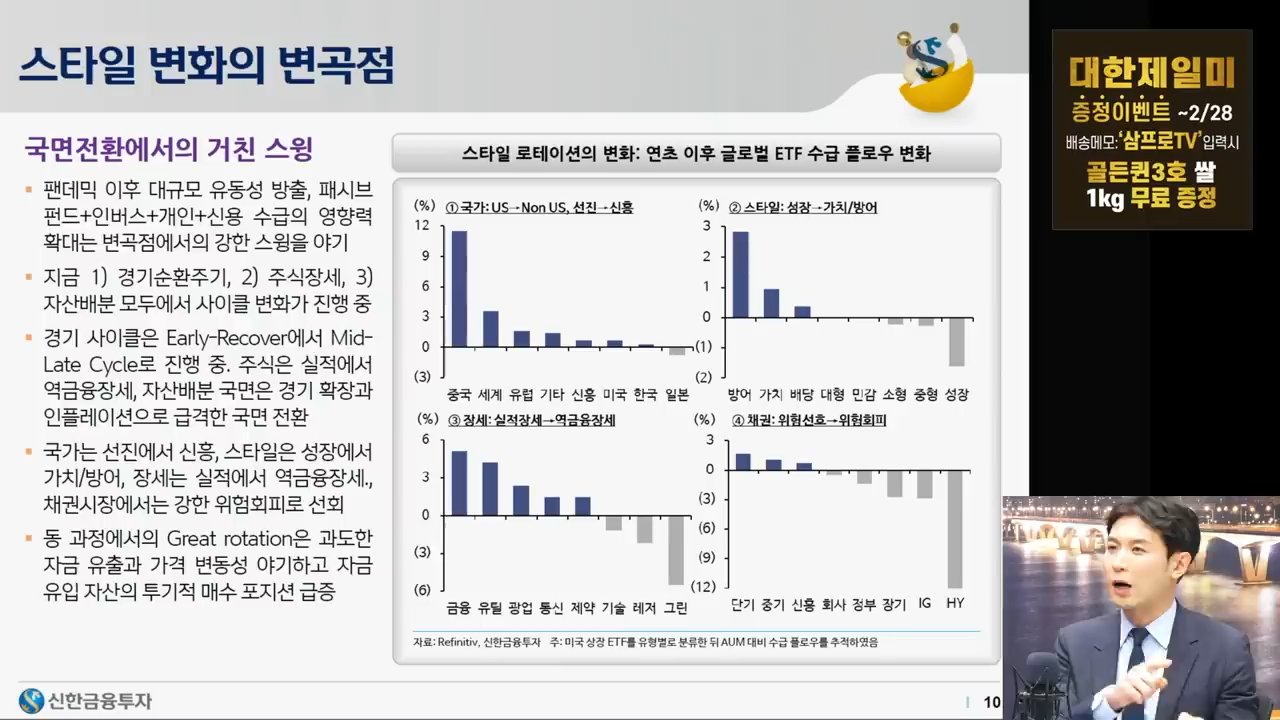 스타일 변화의 변곡점
국면전환에서의 거친 스윙
팬데믹 이후 대규모 유동성 방출, 패시브
펀드+인버스+개인+신용 수급의 영향력
확대는 변곡점에서의 강한 스윙을 야기
지금 1) 경기순환주기, 2) 주식장세, 3)
자산배분 모두에서 사이클 변화가 진행 중
경기 사이클은 Early-Recover에서 Mid-
Late Cycle로 진행 중. 주식은 실적에서
역금융장세, 자산배분 국면은 경기 확장과
인플레이션으로 급격한 국면 전환
국가는 선진에서 신흥, 스타일은 성장에서
가치/방어, 장세는 실적에서 역금융장세.,
채권시장에서는 강한 위험회피로 선회
동 과정에서의 Great rotation은 과도한
자금 유출과 가격 변동성 야기하고 자금
유입 자산의 투기적 매수 포지션 급증
스타일 로테이션의 변화: 연초 이후 글로벌 ETF 수급 플로우 변화
(%) ①국가: US→Non US, 선진→신흥
12
9
6
3
0
(3)
중국 세계 유럽 기타 신흥 미국 한국 일본
(%) ② 스타일: 성장→가치/방어
3
2
1
0
(1)
(2)
방어 가치 배당 대형 민감 소형 중형 성장
(%) ③ 장세: 실적장세→역금융장세
6
3
0
(3)
(6)
금융 유틸 광업 통신 제약 기술 레저 그린
(%) ④ 채권: 위험선호→위험회피
3
0
(3)
(6)
(9)
(12)
단기 중기 신흥 회사 정부 장기 IG HY
자료: Refinitiv, 신한금융투자 주: 미국 상장 ETF를 유형별로 분류한 뒤 AUM 대비 수급 플로우를 추적하였음
신한금융투자
10
대한제일미
증정이벤트 ~2/28
배송메모:'삼프로TV'입력시
골든퀸3호 쌀
1kg 무료 증정